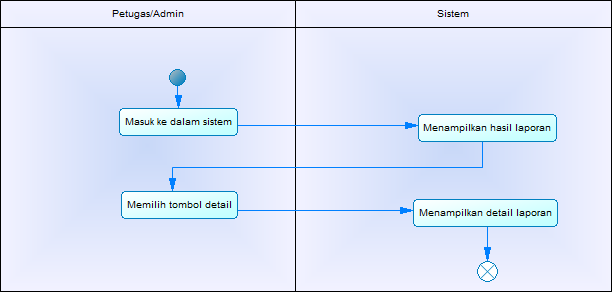 Petugas/Admin
Sistem
Masuk ke dalam sistem
Menampilkan hasil laporan
Memilih tombol detail
Menampilkan detail laporan